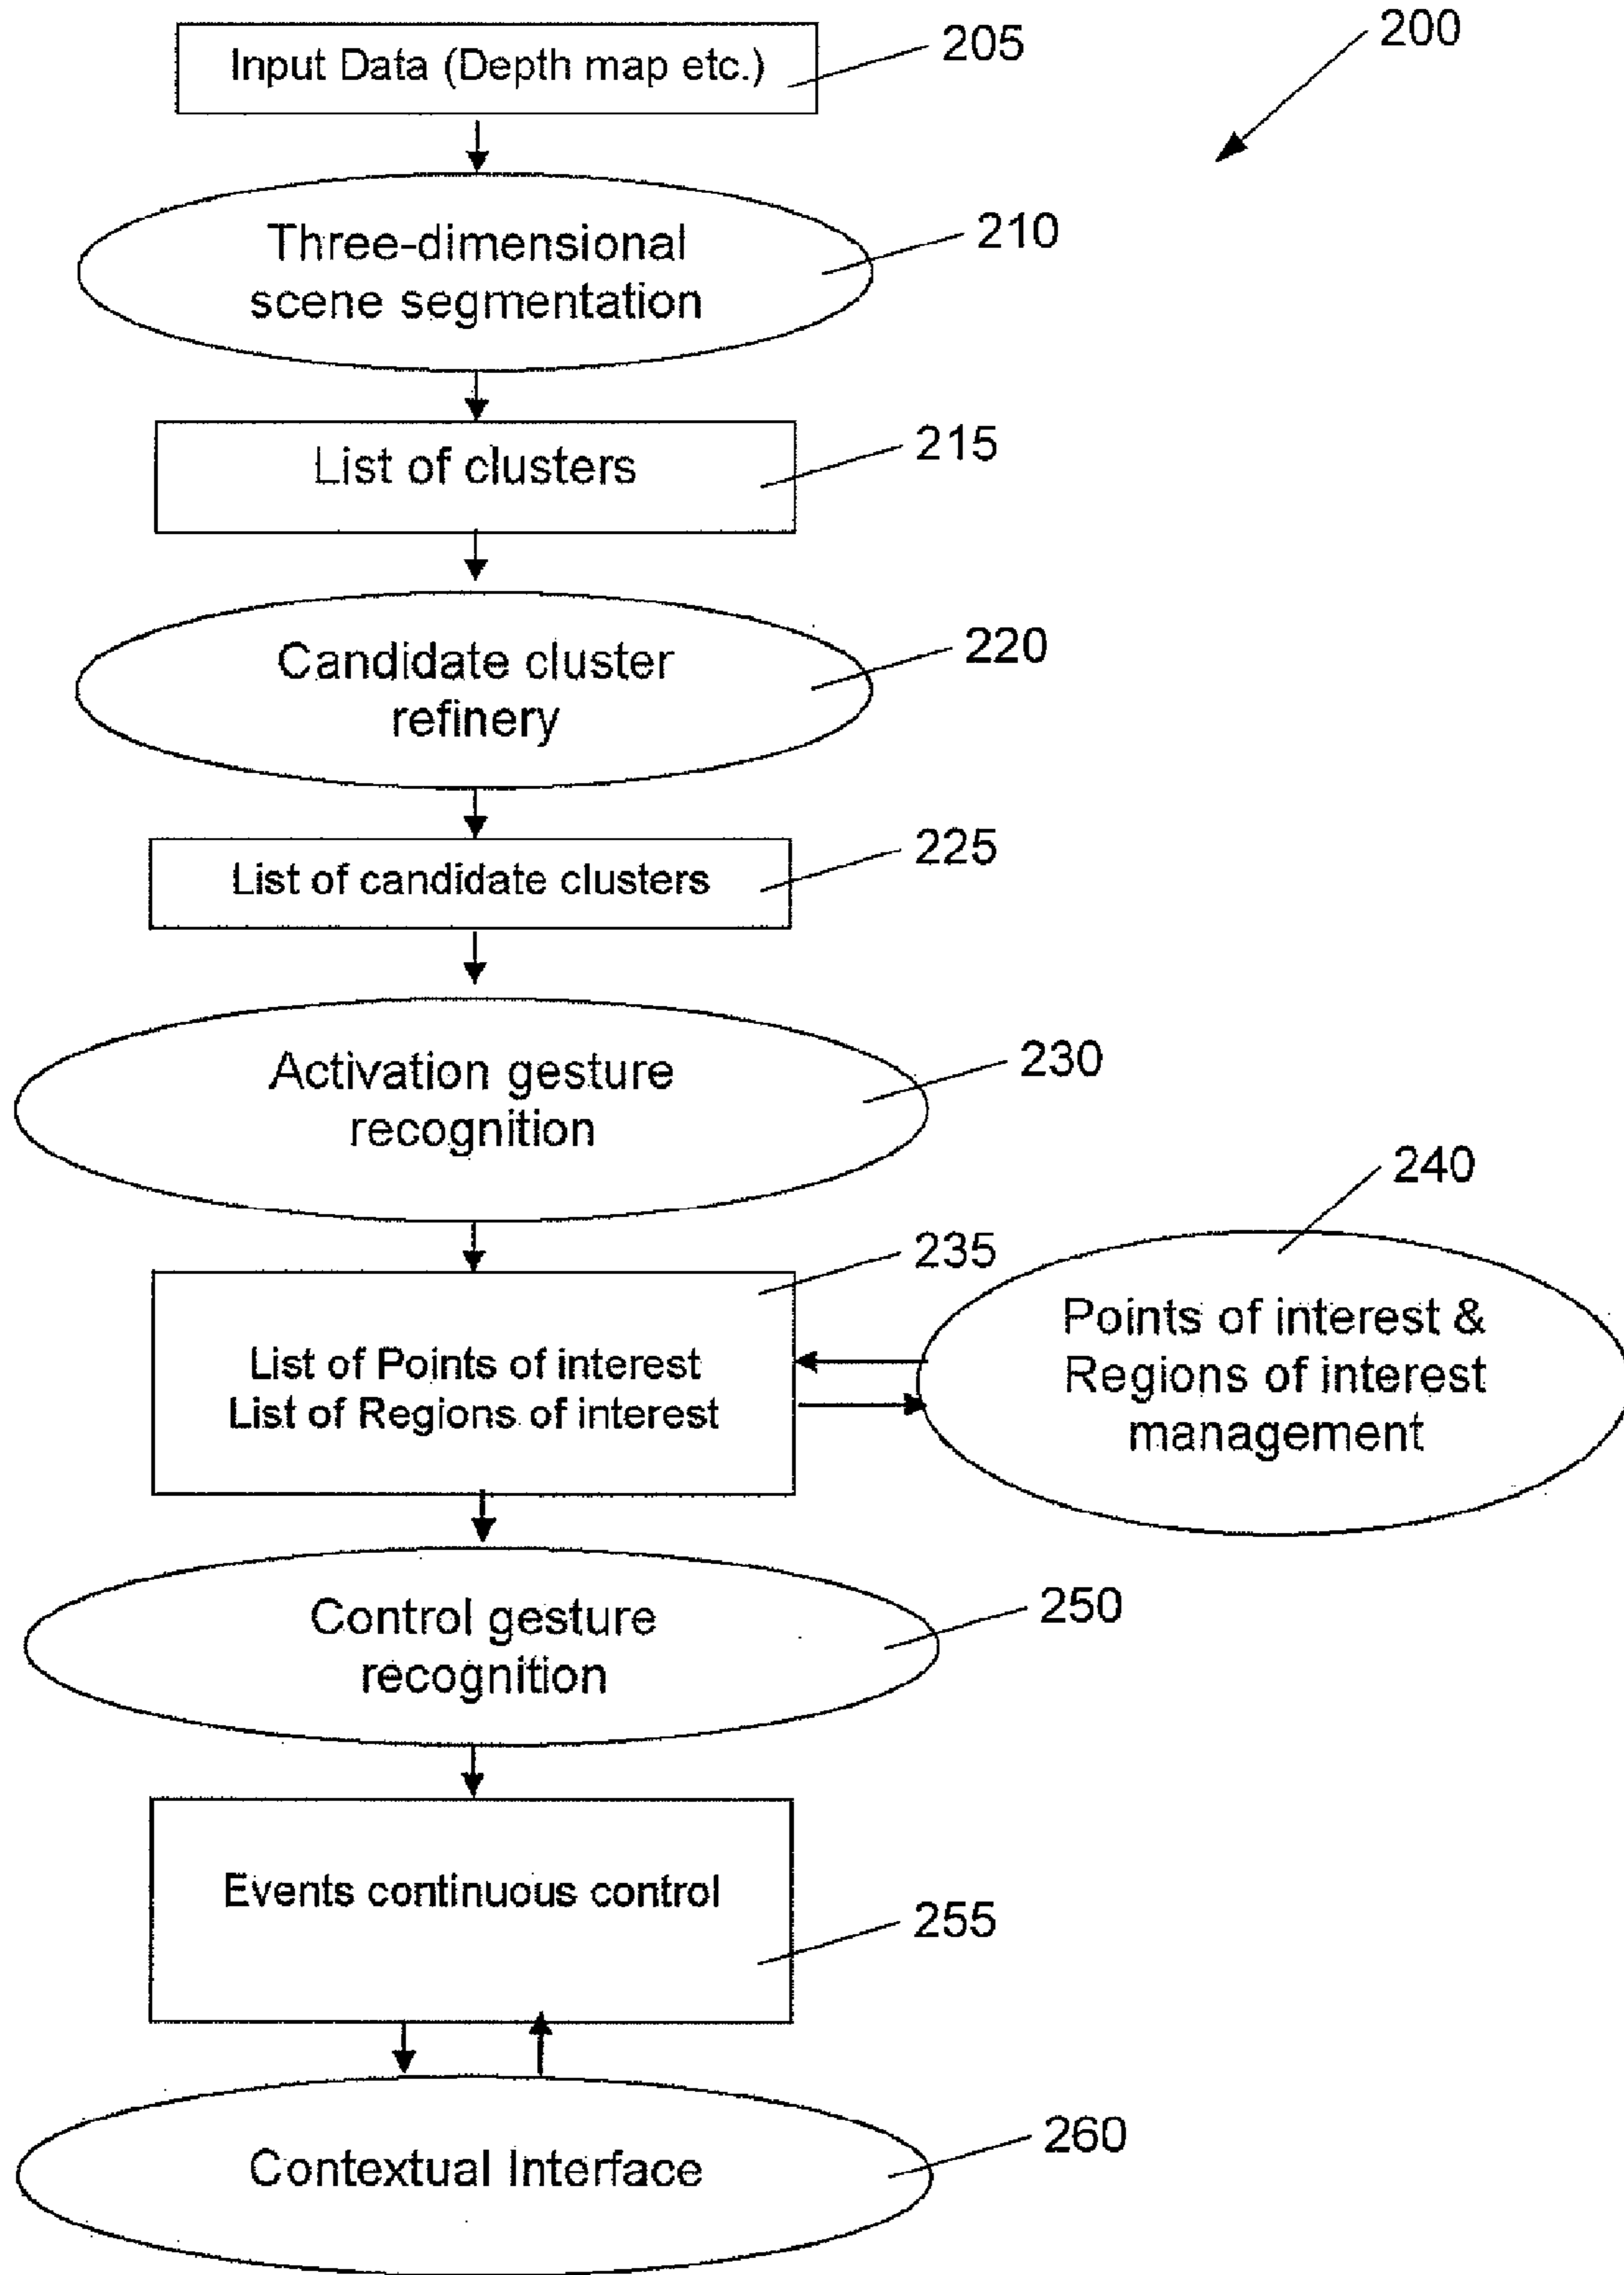 200
Input Data (Depth map etc.)
205
Three-dimensional
scene segmentation
210
List of clusters
215
Candidate cluster
refinery
220
List of candidate clusters
225
Activation gesture
recognition
230
235
List of Points of interest
List of Regions of interest
240
Points of interest &
Regions of interest
management
Control gesture
recognition
250
Events continuous control
255
Contextual Interface
260